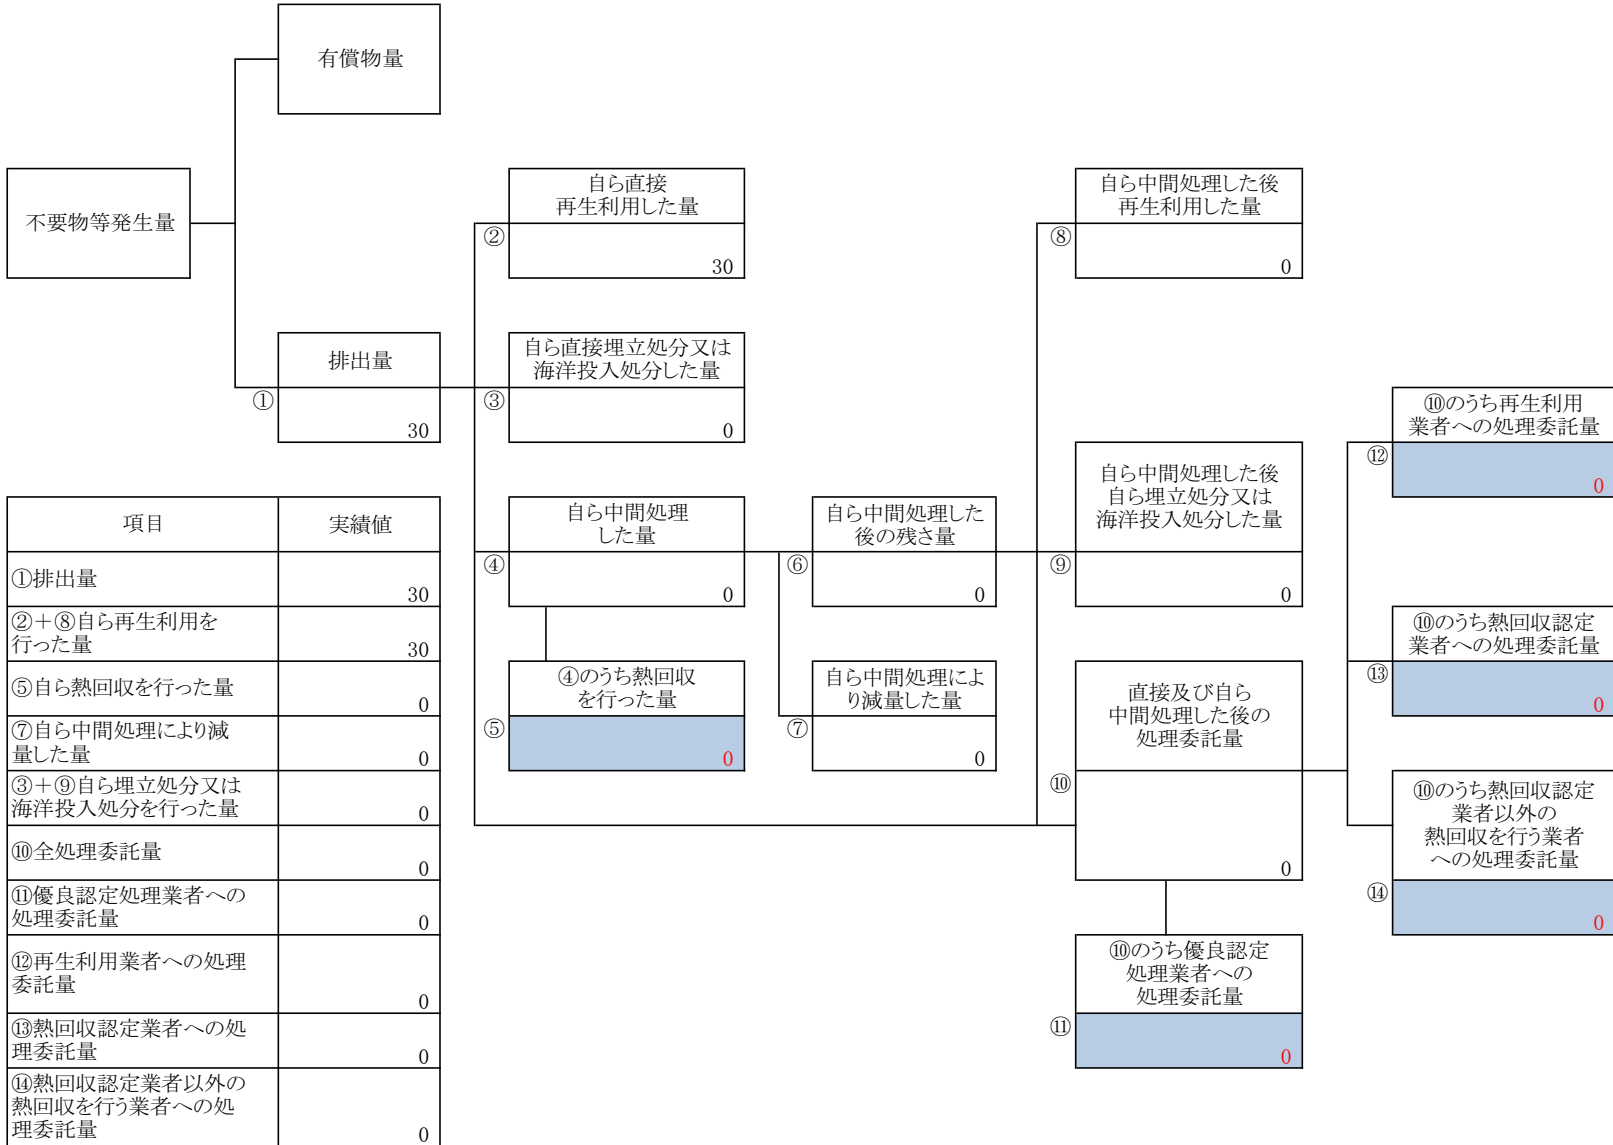 有償物量
不要物等発生量
自ら直接
再生利用した量
②
30
自ら中間処理した後
再生利用した量
⑧
0
排出量
①
30
自ら直接埋立処分又は
海洋投入処分した量
③
0
⑩のうち再生利用
業者への処理委託量
⑫
0
自ら中間処理
した量
④
0
自ら中間処理した
後の残さ量
⑥
0
自ら中間処理した後
自ら埋立処分又は
海洋投入処分した量
⑨
0
⑩のうち熱回収認定
業者への処理委託量
⑬
0
④のうち熱回収
を行った量
⑤
0
自ら中間処理によ
り減量した量
⑦
0
直接及び自ら
中間処理した後の
処理委託量
⑩
0
⑩のうち熱回収認定
業者以外の
熱回収を行う業者
への処理委託量
⑭
0
⑩のうち優良認定
処理業者への
処理委託量
⑪
0
項目 実績値
①排出量 30
②＋⑧自ら再生利用を
行った量 30
⑤自ら熱回収を行った量 0
⑦自ら中間処理により減
量した量 0
③＋⑨自ら埋立処分又は
海洋投入処分を行った量 0
⑩全処理委託量 0
⑪優良認定処理業者への
処理委託量 0
⑫再生利用業者への処理
委託量 0
⑬熱回収認定業者への処
理委託量 0
⑭熱回収認定業者以外の
熱回収を行う業者への処
理委託量 0